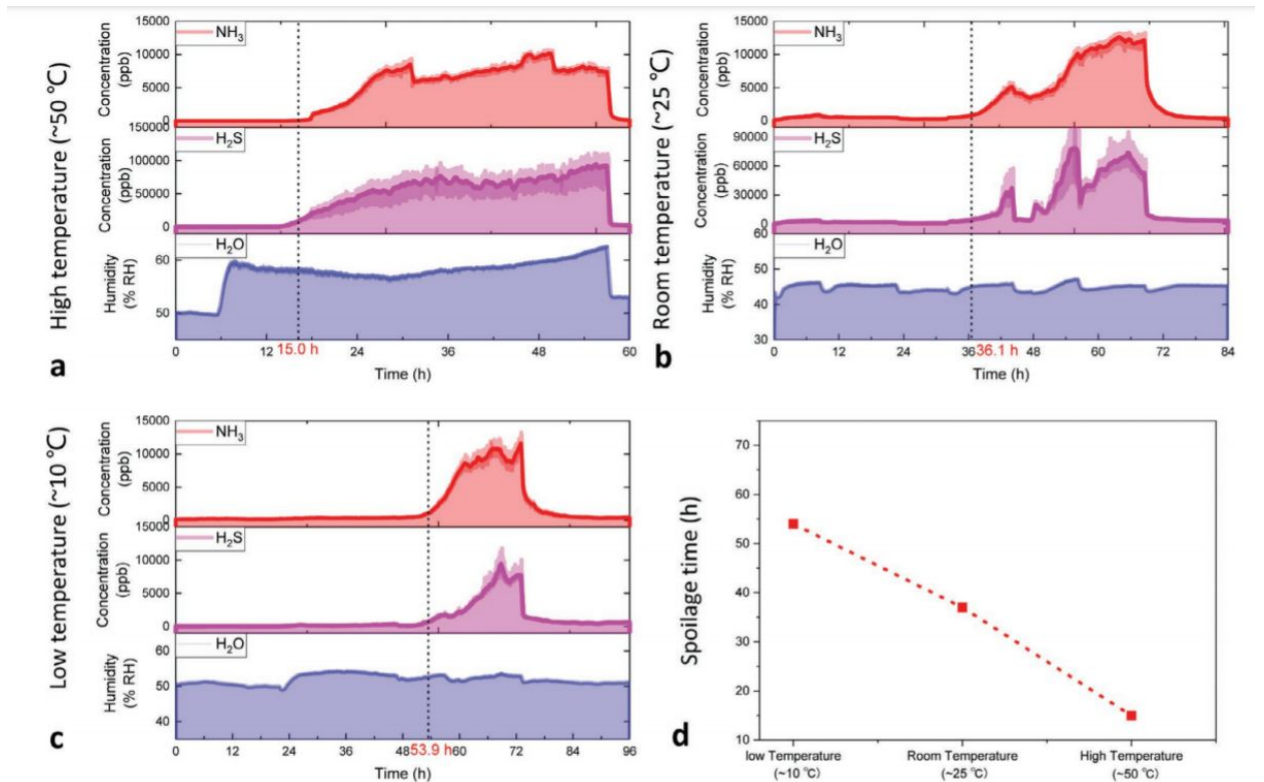 High temperature (~50 °C)
Concentration
(ppb)
15000
10000
5000
0
NH3
Concentration
(ppb)
150000
100000
50000
0
H2S
Humidity
(% RH)
60
50
H2O
0 12 15.0 h 24 36 48 60
Time (h)
a
Room temperature (~25 °C)
Concentration
(ppb)
15000
10000
5000
0
NH3
Concentration
(ppb)
90000
60000
30000
0
H2S
Humidity
(% RH)
60
50
40
30
H2O
0 12 24 36 36.1 h 48 60 72 84
Time (h)
b
Low temperature (~10 °C)
Concentration
(ppb)
15000
10000
5000
0
NH3
Concentration
(ppb)
15000
10000
5000
0
H2S
Humidity
(% RH)
60
50
40
H2O
0 12 24 36 48 53.9 h 60 72 84 96
Time (h)
c
Spoilage time (h)
70
60
50
40
30
20
10
low Temperature
(~10 °C)
Room Temperature
(~25 °C)
High Temperature
(~50 °C)
d